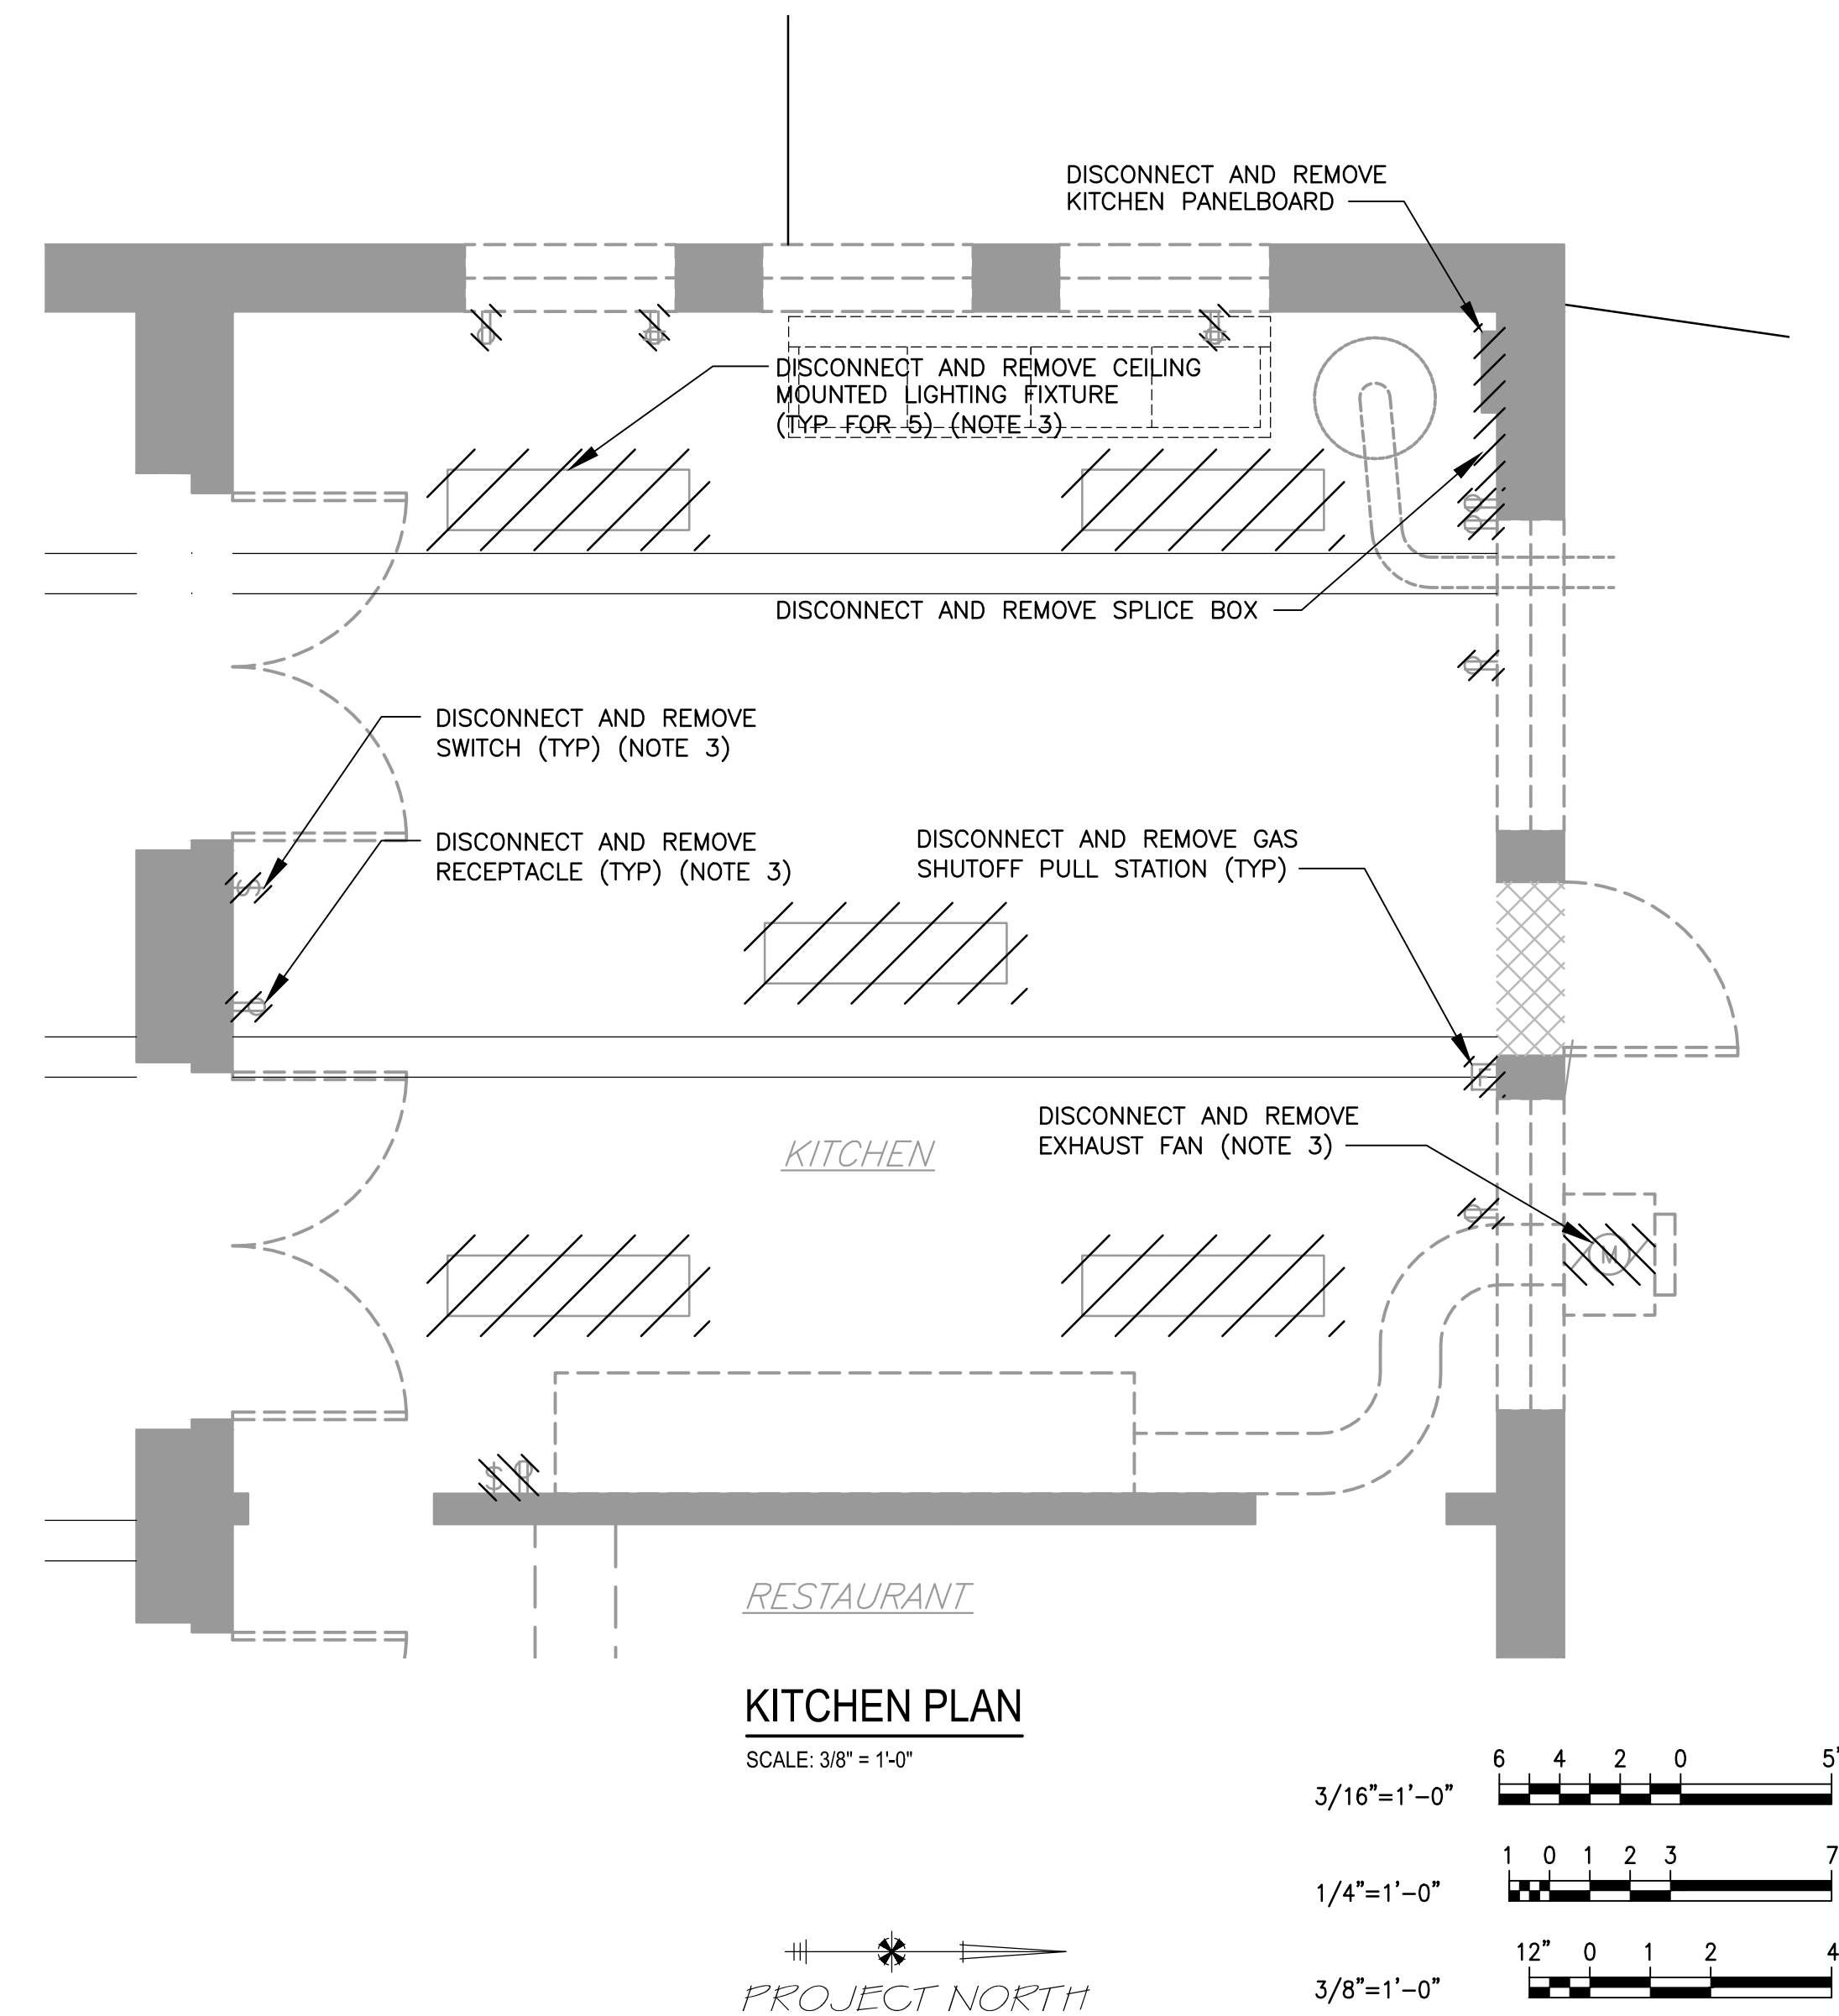 DISCONNECT AND REMOVE
KITCHEN PANELBOARD
DISCONNECT AND REMOVE CEILING
MOUNTED LIGHTING FIXTURE
(TYP FOR 5) (NOTE 3)
DISCONNECT AND REMOVE SPLICE BOX
DISCONNECT AND REMOVE
SWITCH (TYP) (NOTE 3)
DISCONNECT AND REMOVE
RECEPTACLE (TYP) (NOTE 3)
DISCONNECT AND REMOVE GAS
SHUTOFF PULL STATION (TYP)
S
F
DISCONNECT AND REMOVE
EXHAUST FAN (NOTE 3)
KITCHEN
M
S
RESTAURANT
KITCHEN PLAN
SCALE: 3/8" = 1'-0"
6 4 2 0 5'
3/16"=1'-0"
1 0 1 2 3 7
1/4"=1'-0"
12" 0 1 2 4
3/8"=1'-0"
PROJECT NORTH